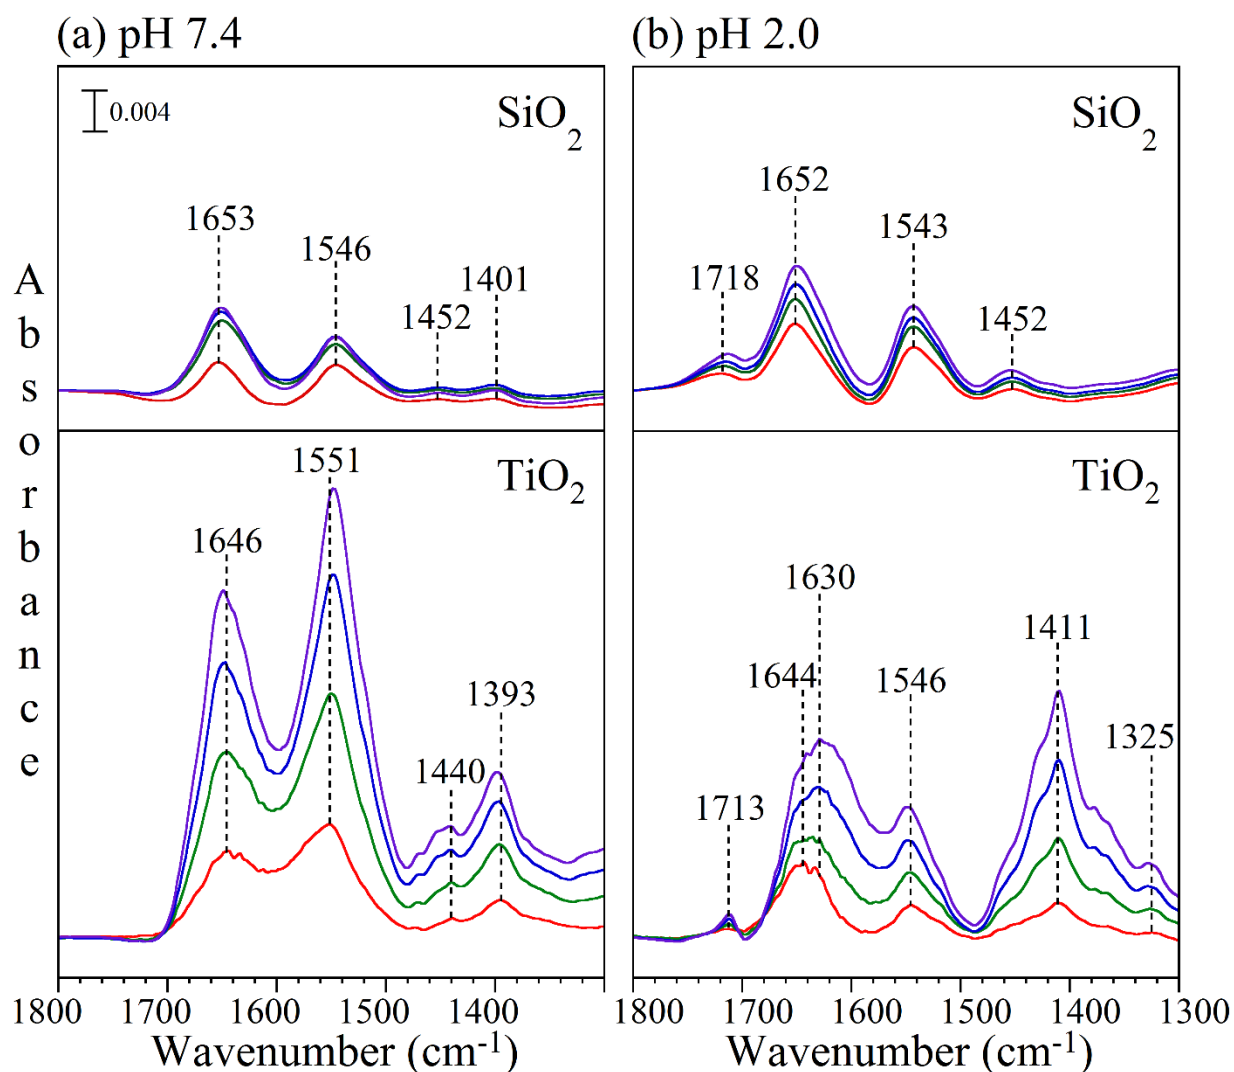 (a) pH 7.4
SiO2
0.004
1653
1546
1452
1401
TiO2
1551
1646
1393
1440
1800 1700 1600 1500 1400
Wavenumber (cm-1)
(b) pH 2.0
SiO2
1652
1543
1718
1452
TiO2
1630
1411
1644
1546
1325
1713
1800 1700 1600 1500 1400 1300
Wavenumber (cm-1)
Absorbance